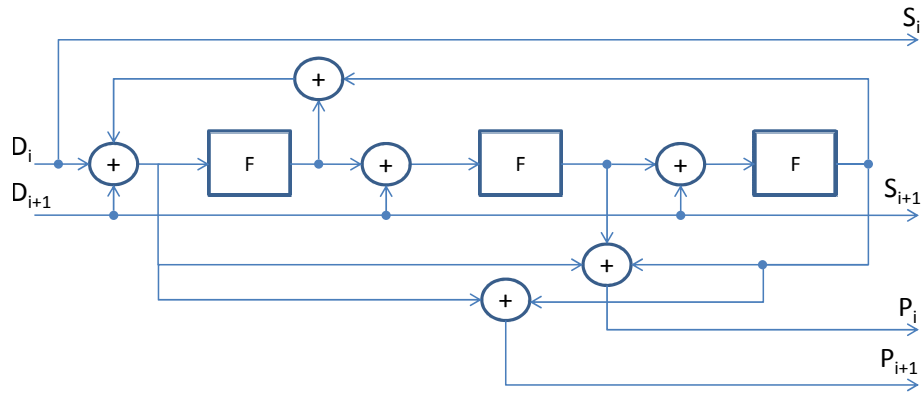 S_i
+
D_i
+
F
+
F
+
F
D_{i+1}
S_{i+1}
+
+
P_i
P_{i+1}